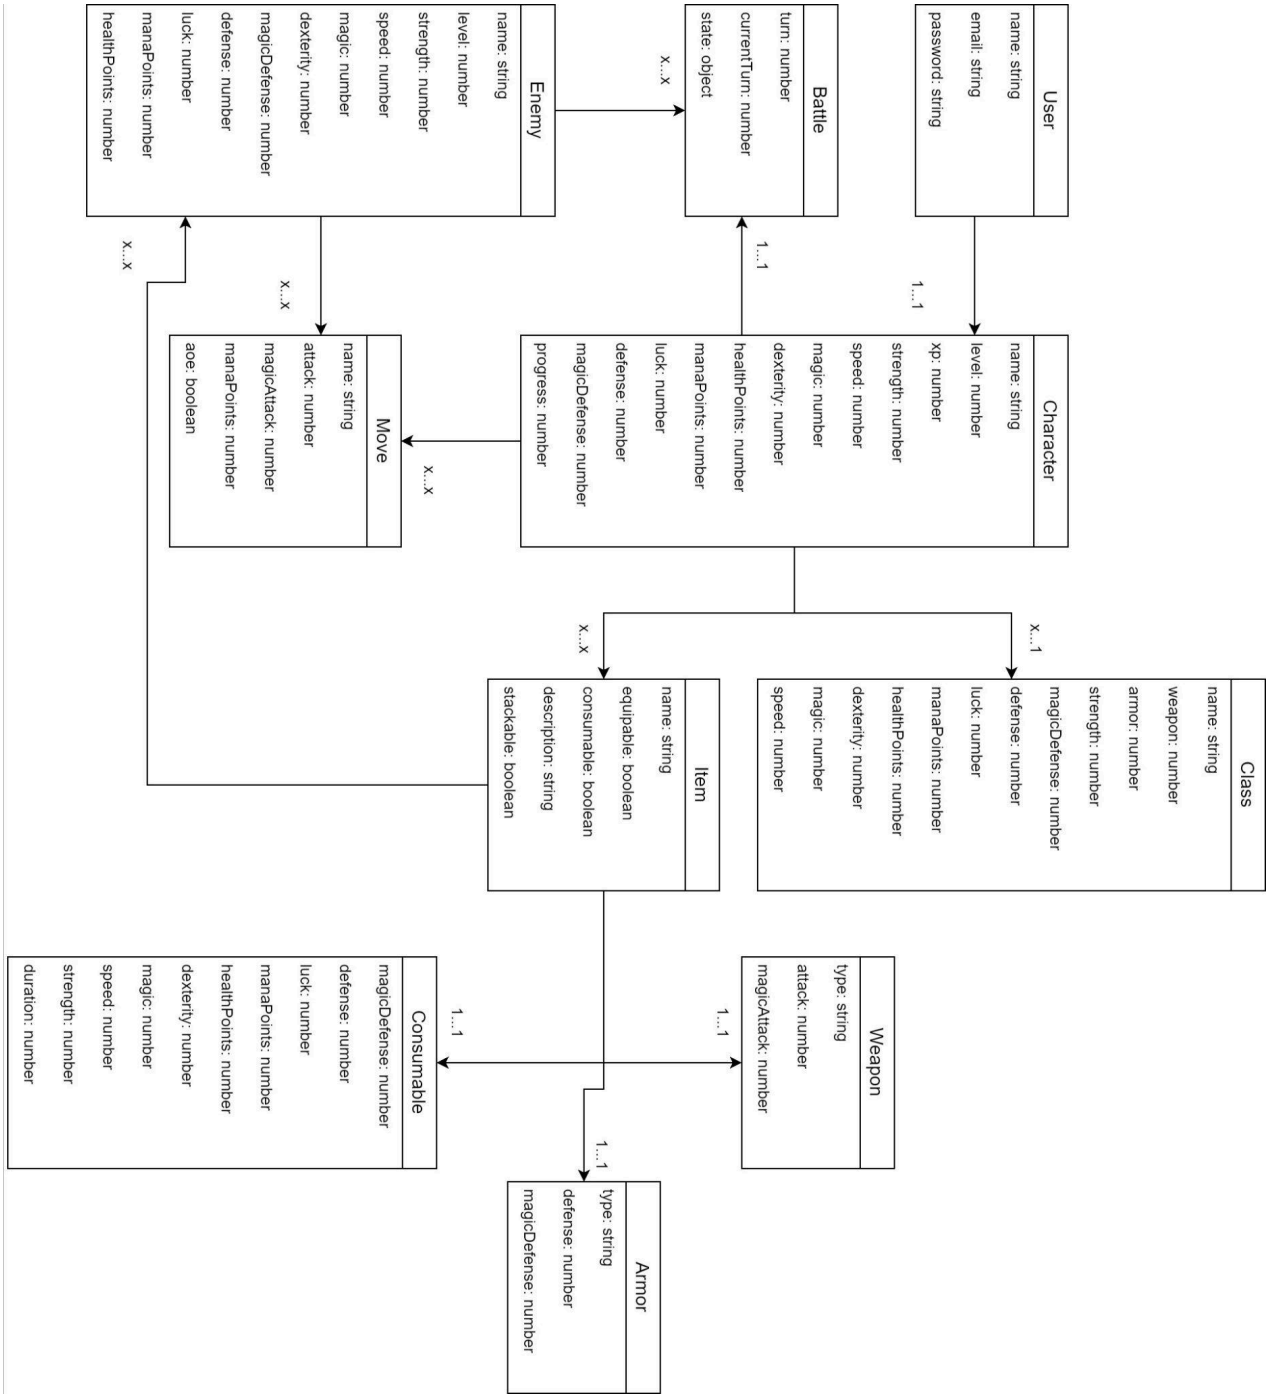 User
name: string
email: string
password: string
1...1
Character
name: string
level: number
xp: number
strength: number
speed: number
magic: number
dexterity: number
healthPoints: number
manaPoints: number
luck: number
defense: number
magicDefense: number
progress: number
x...1
Class
name: string
weapon: number
armor: number
strength: number
magicDefense: number
defense: number
luck: number
manaPoints: number
healthPoints: number
dexterity: number
magic: number
speed: number
Battle
turn: number
currentTurn: number
state: object
1...1
x...x
Item
name: string
equipable: boolean
consumable: boolean
description: string
stackable: boolean
x...x
Weapon
type: string
attack: number
magicAttack: number
1...1
Armor
type: string
defense: number
magicDefense: number
1...1
Enemy
name: string
level: number
strength: number
speed: number
magic: number
dexterity: number
magicDefense: number
defense: number
luck: number
manaPoints: number
healthPoints: number
x...x
x...x
Move
name: string
attack: number
magicAttack: number
manaPoints: number
aoe: boolean
x...x
1...1
Consumable
magicDefense: number
defense: number
luck: number
manaPoints: number
healthPoints: number
dexterity: number
magic: number
speed: number
strength: number
duration: number